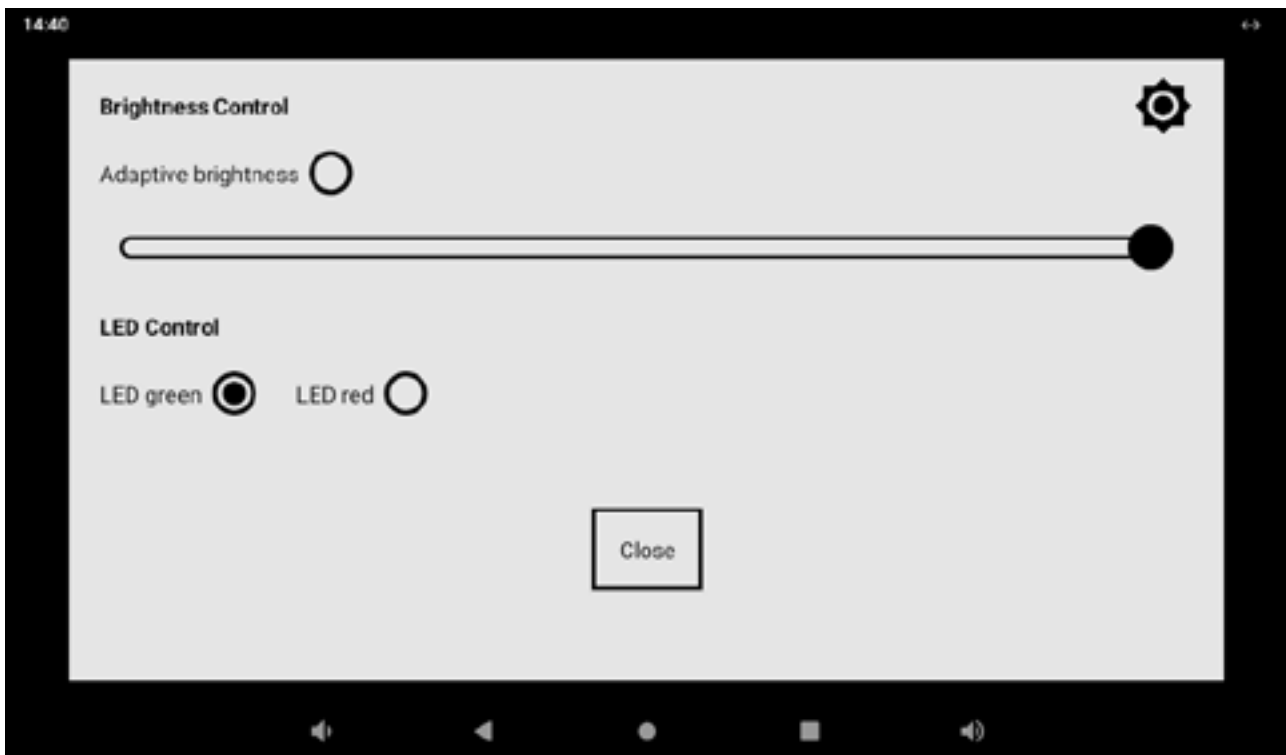 14:40
Brightness Control
Adaptive brightness
LED Control
LED green LED red
Close